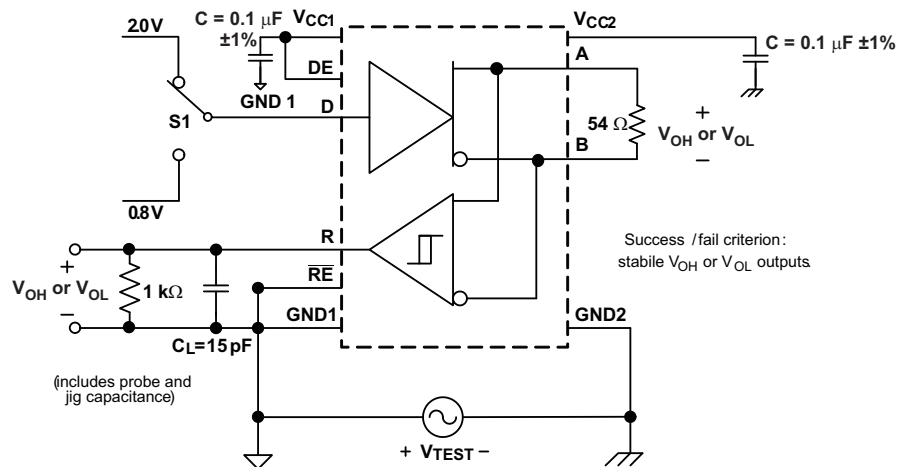 C = 0.1 μF
±1%
VCC1
VCC2
2.0V
C = 0.1 μF ±1%
A
DE
GND 1
D
S1
54 Ω
+
VOH or VOL
−
B
0.8V
R
Success / fail criterion:
stabile VOH or VOL outputs.
+
VOH or VOL
−
1 kΩ
RE
GND1
GND2
CL=15 pF
(includes probe and
jig capacitance)
+ VTEST −